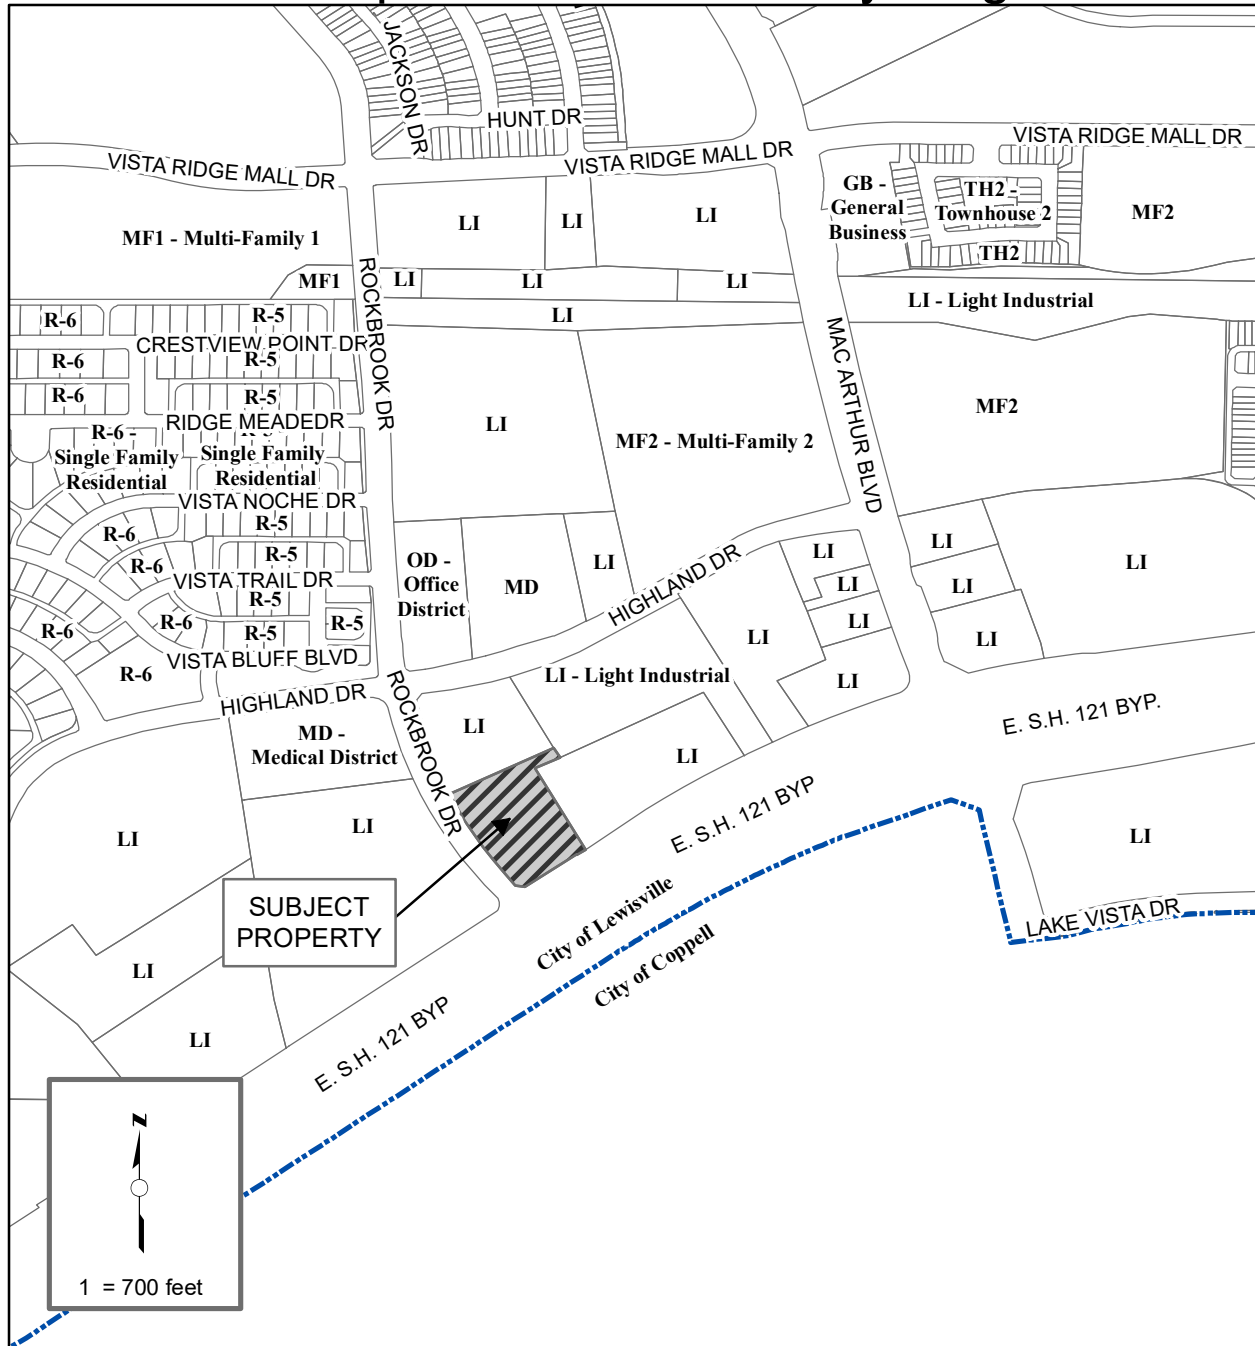 JACKSON DR
HUNT DR
VISTA RIDGE MALL DR
VISTA RIDGE MALL DR
VISTA RIDGE MALL DR
MF1 - Multi-Family 1
LI
LI
LI
GB -
General
Business
TH2 -
Townhouse 2
TH2
MF2
MF1
LI
LI
LI
LI
LI - Light Industrial
ROCKBROOK DR
MAC ARTHUR BLVD
R-6
R-5
CRESTVIEW POINT DR
R-6
R-5
R-6
R-5
RIDGE MEADEDR
R-6 -
Single Family
Residential
Single Family
Residential
LI
MF2 - Multi-Family 2
MF2
VISTA NOCHE DR
R-6
R-5
R-6
R-5
VISTA TRAIL DR
R-5
R-6
R-6
R-5
R-5
VISTA BLUFF BLVD
R-6
OD -
Office
District
MD
LI
HIGHLAND DR
LI
LI
LI
LI
LI
LI
LI
LI
LI
LI - Light Industrial
HIGHLAND DR
ROCKBROOK DR
MD -
Medical District
LI
LI
E. S.H. 121 BYP.
E. S.H. 121 BYP
LI
LI
LI
SUBJECT
PROPERTY
City of Lewisville
City of Coppell
LAKE VISTA DR
LI
LI
E. S.H. 121 BYP
N
1 = 700 feet